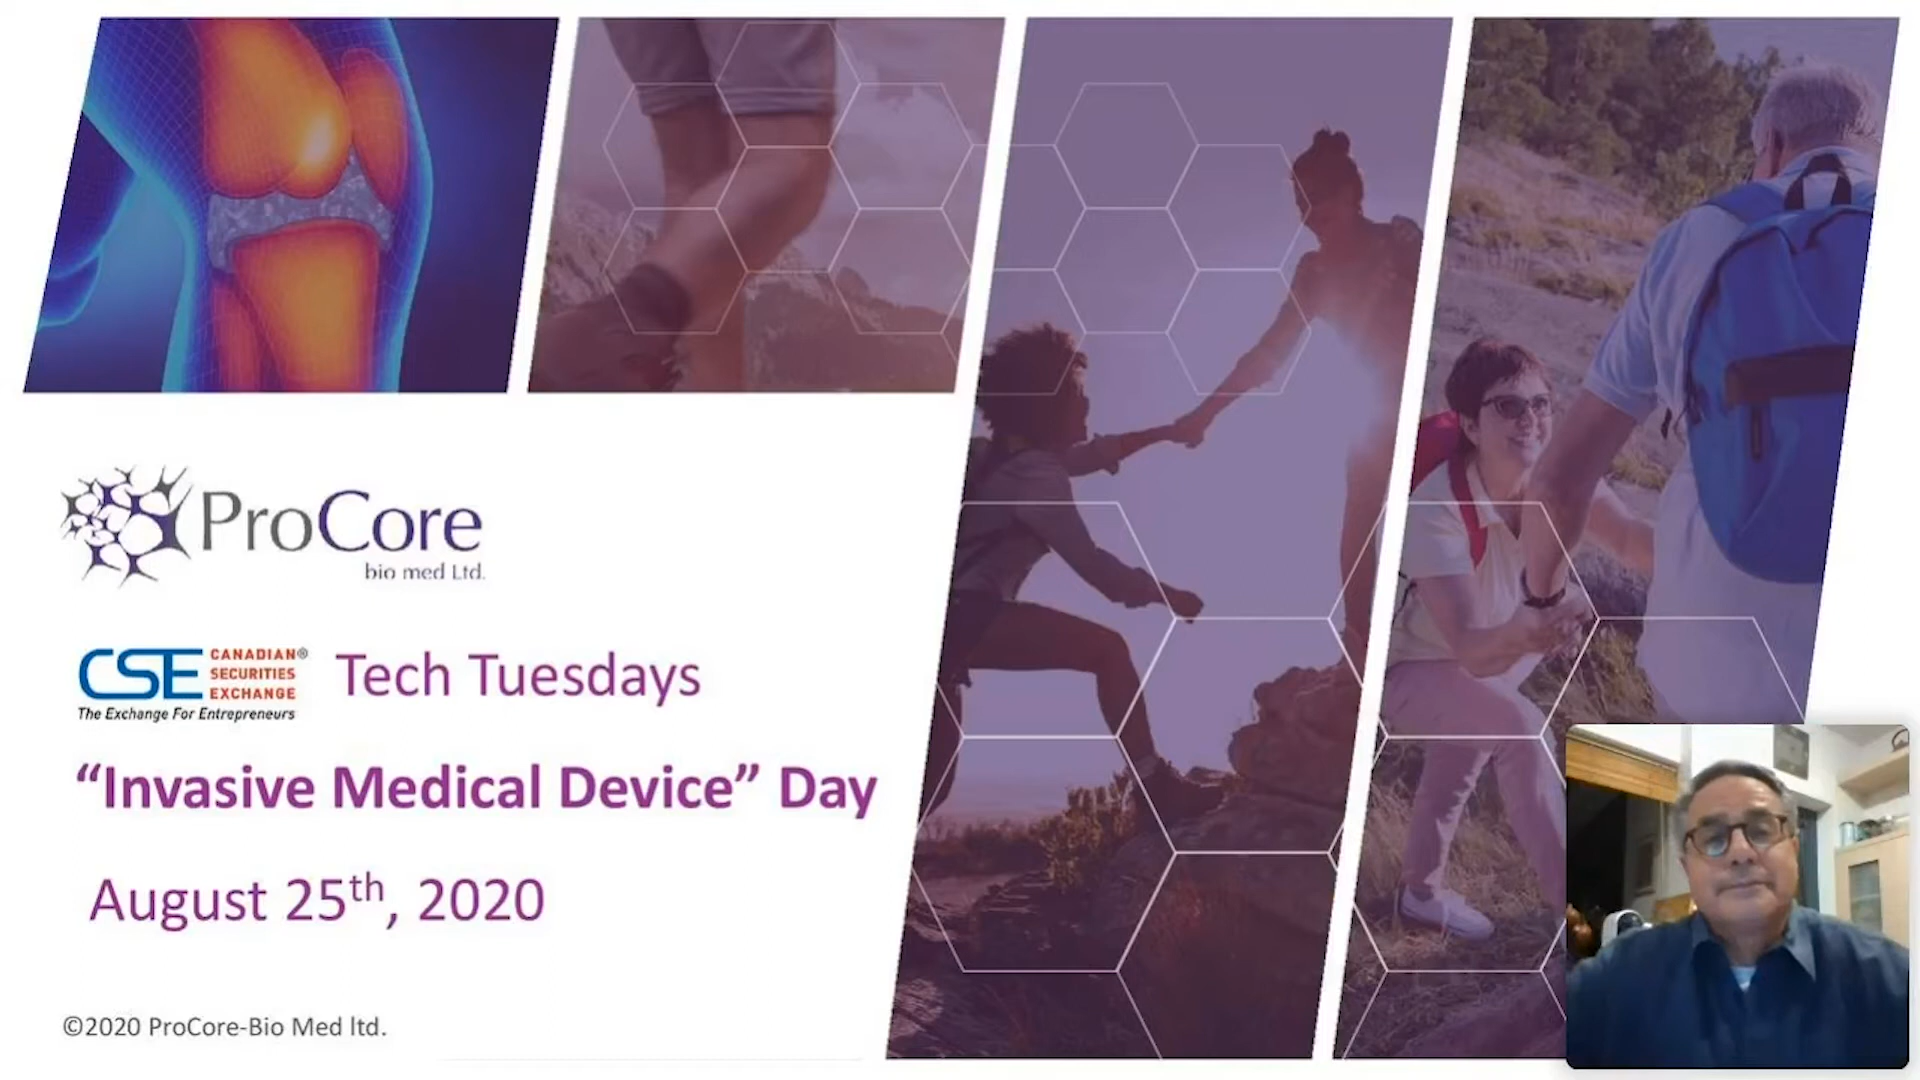 ProCore
bio med Ltd.
CSE CANADIAN®
SECURITIES
EXCHANGE
The Exchange For Entrepreneurs
Tech Tuesdays
“Invasive Medical Device” Day
August 25th, 2020
©2020 ProCore-Bio Med ltd.